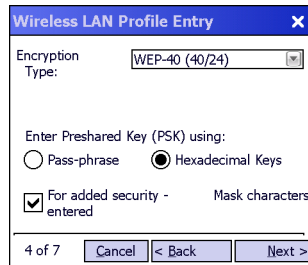 Wireless LAN Profile Entry
Encryption Type: WEP-40 (40/24)
Enter Preshared Key (PSK) using:
Pass-phrase Hexadecimal Keys
For added security - Mask characters
entered
4 of 7 Cancel < Back Next >